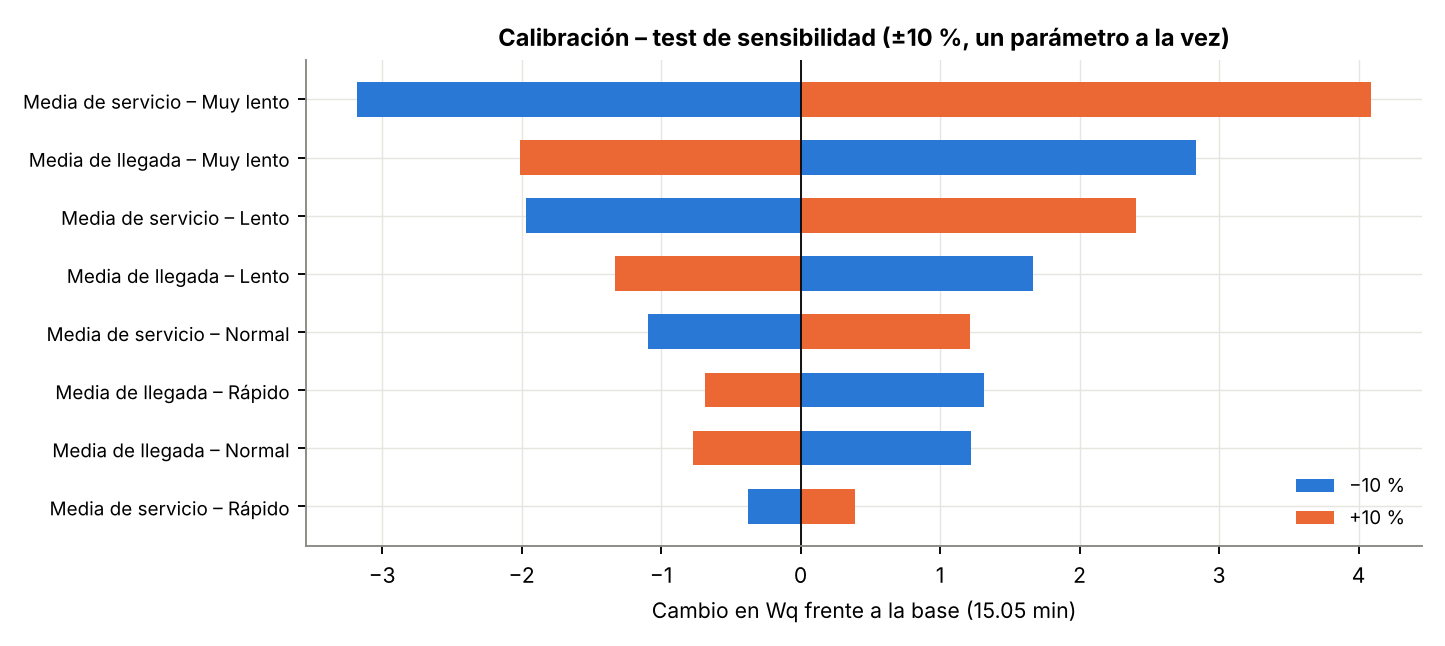 Calibración – test de sensibilidad (±10 %, un parámetro a la vez)
Media de servicio – Muy lento
Media de llegada – Muy lento
Media de servicio – Lento
Media de llegada – Lento
Media de servicio – Normal
Media de llegada – Rápido
Media de llegada – Normal
Media de servicio – Rápido
−10 %
+10 %
−3 −2 −1 0 1 2 3 4
Cambio en Wq frente a la base (15.05 min)